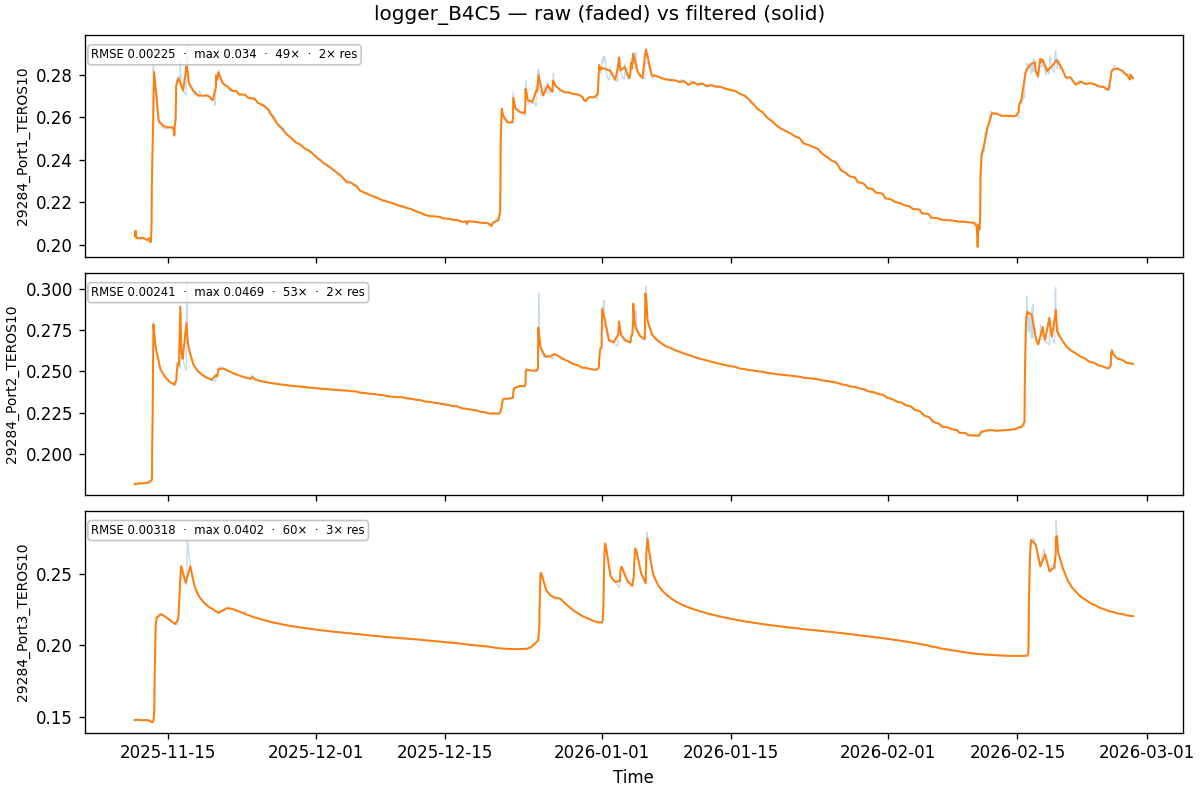 logger_B4C5 — raw (faded) vs filtered (solid)
29284_Port1_TEROS10
RMSE 0.00225 · max 0.034 · 49× · 2× res
0.28
0.26
0.24
0.22
0.20
29284_Port2_TEROS10
RMSE 0.00241 · max 0.0469 · 53× · 2× res
0.300
0.275
0.250
0.225
0.200
29284_Port3_TEROS10
RMSE 0.00318 · max 0.0402 · 60× · 3× res
0.25
0.20
0.15
2025-11-15 2025-12-01 2025-12-15 2026-01-01 2026-01-15 2026-02-01 2026-02-15 2026-03-01
Time